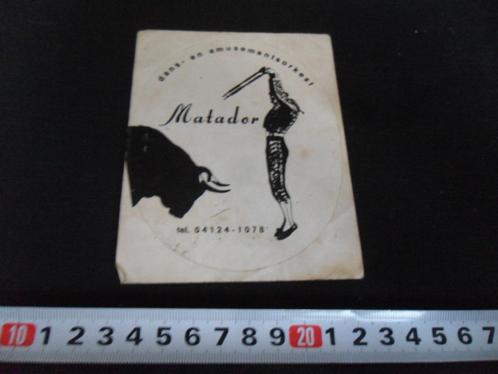 dans- en amusementsorkest
Matador
tel. 04124-1078
10 1 2 3 4 5 6 7 8 9 20 1 2 3 4 5 6 7